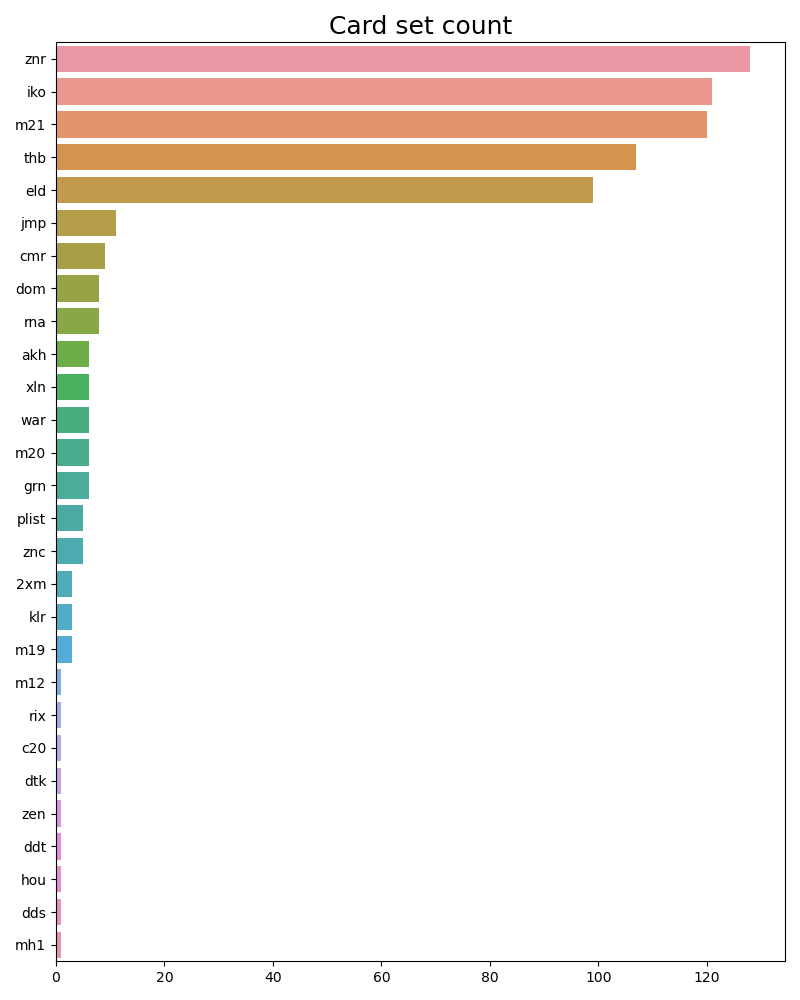 Card set count
znr
iko
m21
thb
eld
jmp
cmr
dom
rna
akh
xln
war
m20
grn
plist
znc
2xm
klr
m19
m12
rix
c20
dtk
zen
ddt
hou
dds
mh1
0 20 40 60 80 100 120